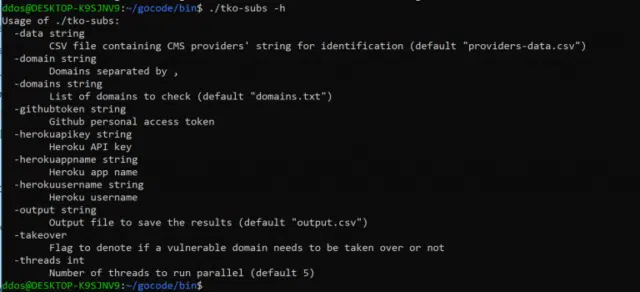 ddos@DESKTOP-K9SJNV9:~/gocode/bin$ ./tko-subs -h
Usage of ./tko-subs:
-data string
CSV file containing CMS providers' string for identification (default "providers-data.csv")
-domain string
Domains separated by ,
-domains string
List of domains to check (default "domains.txt")
-githubtoken string
Github personal access token
-herokuapikey string
Heroku API key
-herokuappname string
Heroku app name
-herokuusername string
Heroku username
-output string
Output file to save the results (default "output.csv")
-takeover
Flag to denote if a vulnerable domain needs to be taken over or not
-threads int
Number of threads to run parallel (default 5)
ddos@DESKTOP-K9SJNV9:~/gocode/bin$